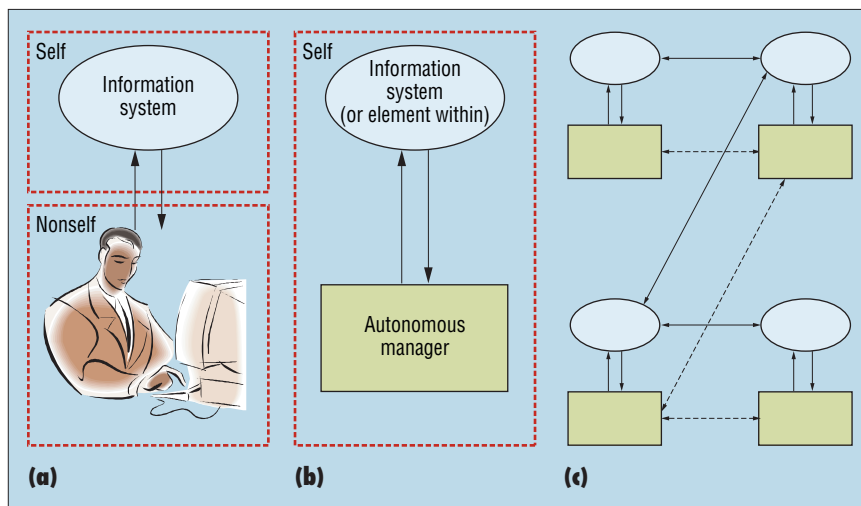 Self
Information
system
Nonself
(a)
Self
Information
system
(or element within)
Autonomous
manager
(b)
(c)